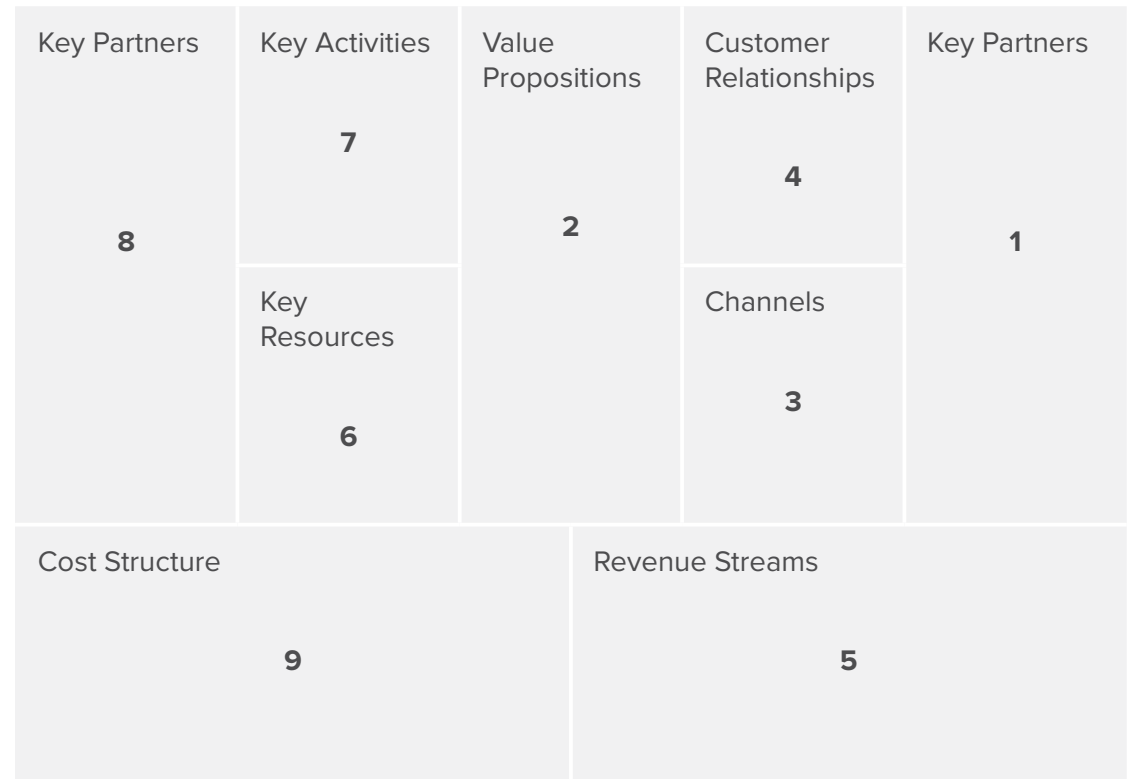 Key Partners
8
Key Activities
7
Key
Resources
6
Value
Propositions
2
Customer
Relationships
4
Channels
3
Key Partners
1
Cost Structure
9
Revenue Streams
5